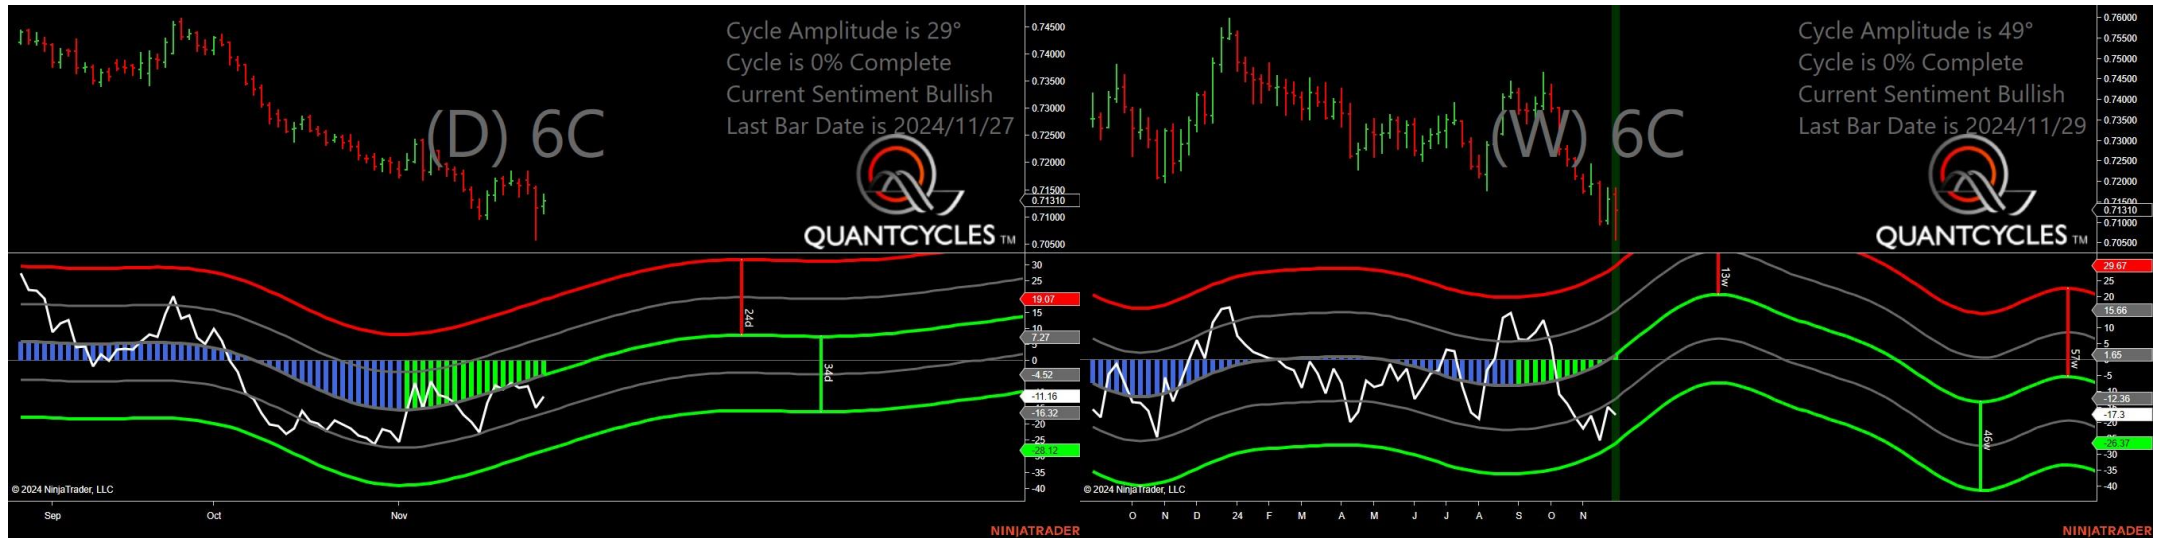 Cycle Amplitude is 29°
Cycle is 0% Complete
Current Sentiment Bullish
Last Bar Date is 2024/11/27
(D) 6C
QUANTCYCLES TM
0.74500
0.74000
0.73500
0.73000
0.72500
0.72000
0.71500
0.71310
0.71000
0.70500
30
25
19.07
15
10
7.27
5
0
-4.52
-11.16
-16.32
-20
-25
-28.12
-35
-40
24d
34d
© 2024 NinjaTrader, LLC
Sep Oct Nov
NINJATRADER
Cycle Amplitude is 49°
Cycle is 0% Complete
Current Sentiment Bullish
Last Bar Date is 2024/11/29
(W) 6C
QUANTCYCLES TM
0.76000
0.75500
0.75000
0.74500
0.74000
0.73500
0.73000
0.72500
0.72000
0.71500
0.71310
0.71000
0.70500
29.67
25
20
15.66
10
5
1.65
-5
-10
-12.36
-17.3
-20
-26.37
-30
-35
-40
13w
46w
57w
© 2024 NinjaTrader, LLC
O N D 24 F M A M J J A S O N
NINJATRADER